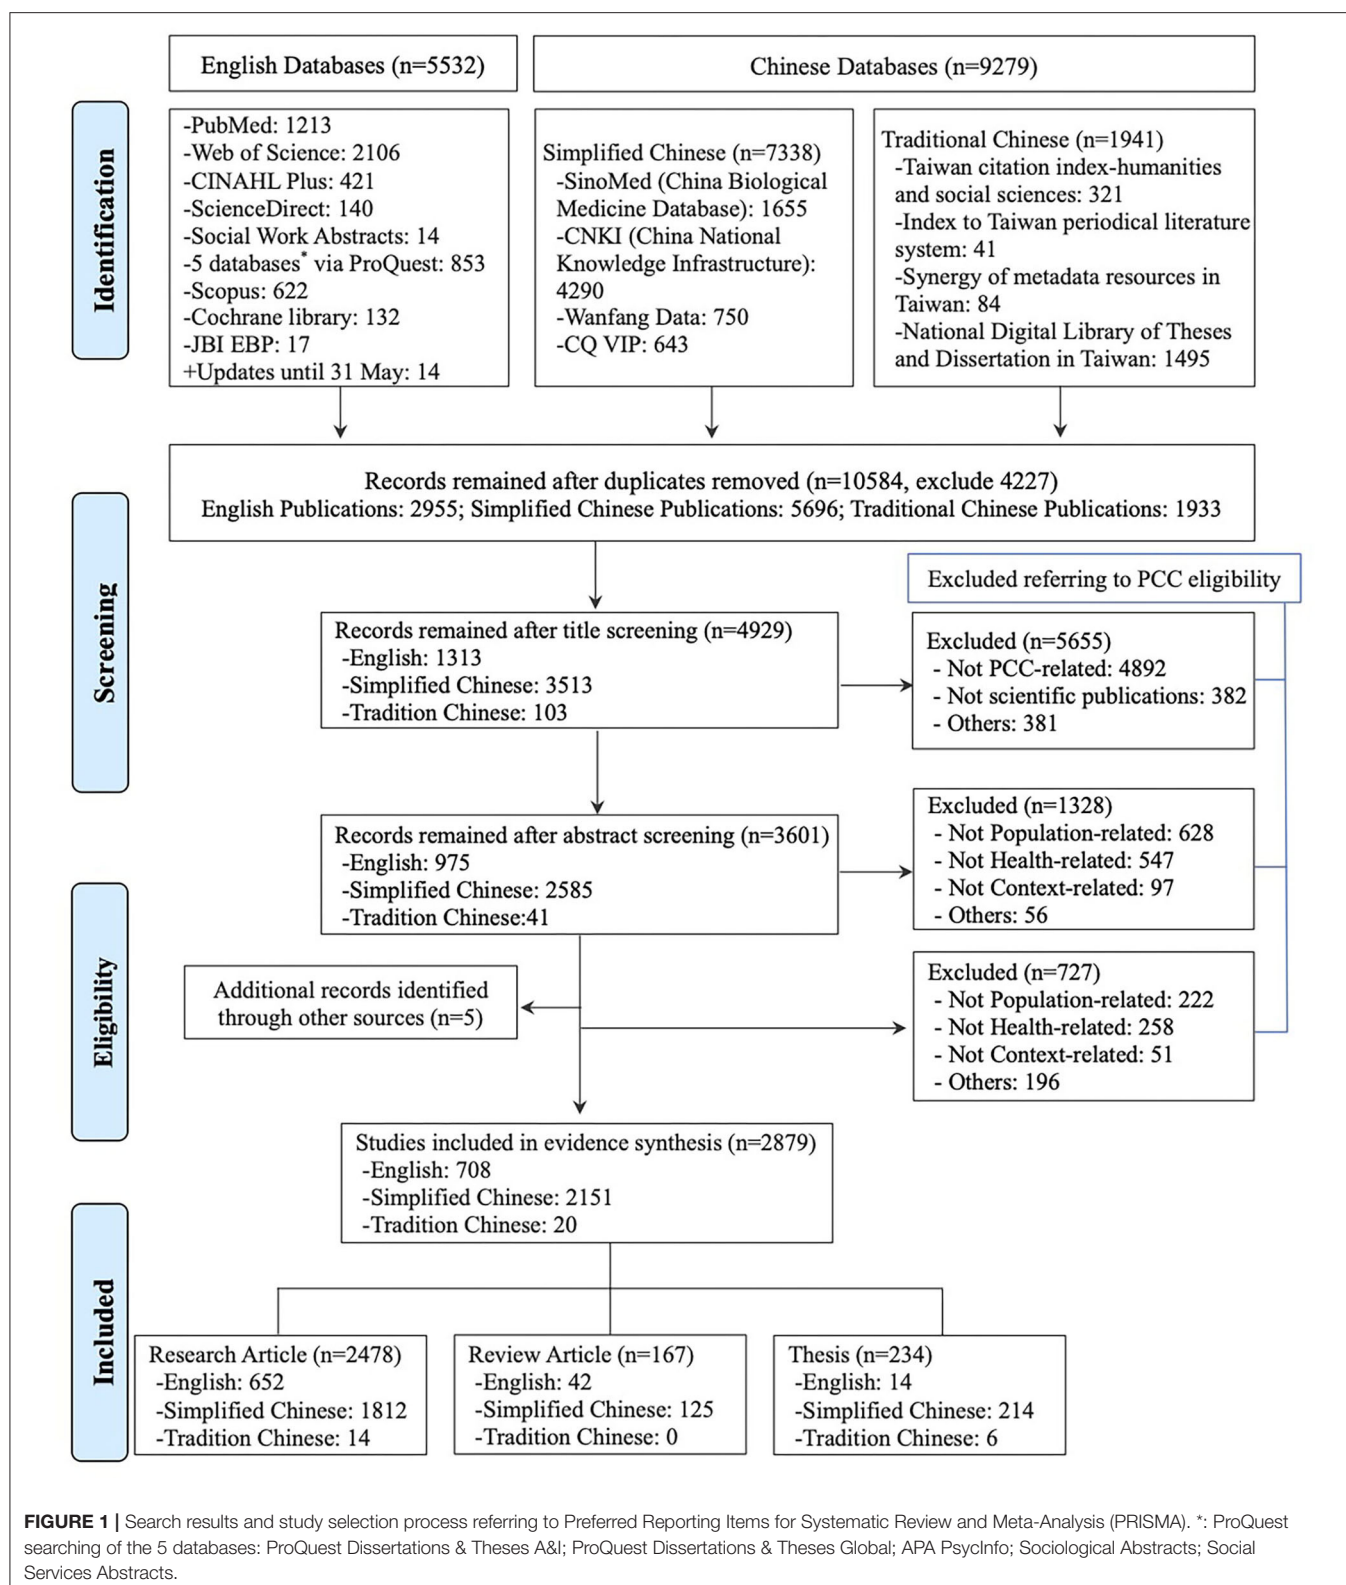 English Databases (n=5532)
Chinese Databases (n=9279)
Identification
-PubMed: 1213
-Web of Science: 2106
-CINAHL Plus: 421
-ScienceDirect: 140
-Social Work Abstracts: 14
-5 databases* via ProQuest: 853
-Scopus: 622
-Cochrane library: 132
-JBI EBP: 17
+Updates until 31 May: 14
Simplified Chinese (n=7338)
-SinoMed (China Biological
Medicine Database): 1655
-CNKI (China National
Knowledge Infrastructure):
4290
-Wanfang Data: 750
-CQ VIP: 643
Traditional Chinese (n=1941)
-Taiwan citation index-humanities
and social sciences: 321
-Index to Taiwan periodical literature
system: 41
-Synergy of metadata resources in
Taiwan: 84
-National Digital Library of Theses
and Dissertation in Taiwan: 1495
Screening
Records remained after duplicates removed (n=10584, exclude 4227)
English Publications: 2955; Simplified Chinese Publications: 5696; Traditional Chinese Publications: 1933
Excluded referring to PCC eligibility
Records remained after title screening (n=4929)
-English: 1313
-Simplified Chinese: 3513
-Tradition Chinese: 103
Excluded (n=5655)
- Not PCC-related: 4892
- Not scientific publications: 382
- Others: 381
Records remained after abstract screening (n=3601)
-English: 975
-Simplified Chinese: 2585
-Tradition Chinese:41
Excluded (n=1328)
- Not Population-related: 628
- Not Health-related: 547
- Not Context-related: 97
- Others: 56
Eligibility
Additional records identified
through other sources (n=5)
Excluded (n=727)
- Not Population-related: 222
- Not Health-related: 258
- Not Context-related: 51
- Others: 196
Studies included in evidence synthesis (n=2879)
-English: 708
-Simplified Chinese: 2151
-Tradition Chinese: 20
Included
Research Article (n=2478)
-English: 652
-Simplified Chinese: 1812
-Tradition Chinese: 14
Review Article (n=167)
-English: 42
-Simplified Chinese: 125
-Tradition Chinese: 0
Thesis (n=234)
-English: 14
-Simplified Chinese: 214
-Tradition Chinese: 6
FIGURE 1 | Search results and study selection process referring to Preferred Reporting Items for Systematic Review and Meta-Analysis (PRISMA). *: ProQuest
searching of the 5 databases: ProQuest Dissertations & Theses A&I; ProQuest Dissertations & Theses Global; APA PsycInfo; Sociological Abstracts; Social
Services Abstracts.